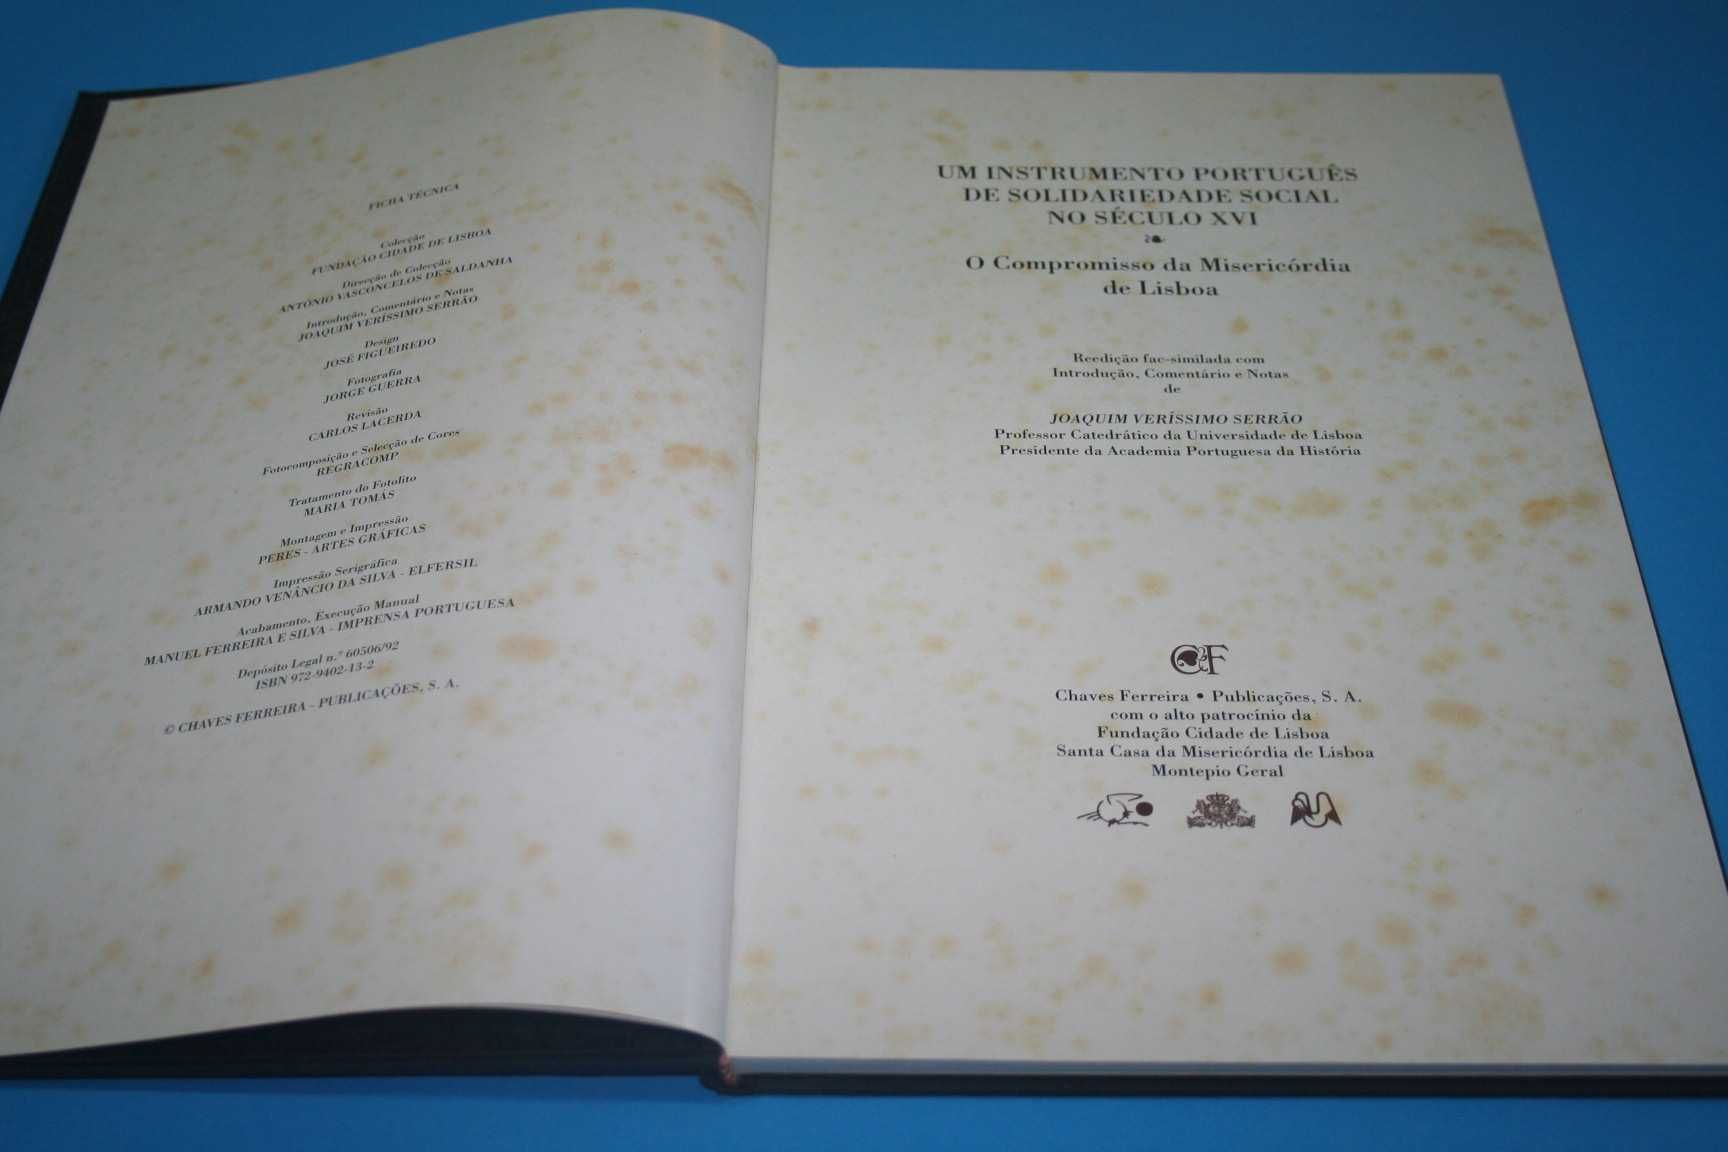 FICHA TÉCNICA
Colecção
FUNDAÇÃO CIDADE DE LISBOA
Direcção de Colecção
ANTÓNIO VASCONCELOS DE SALDANHA
Introdução, Comentário e Notas
JOAQUIM VERÍSSIMO SERRÃO
Design
JOSÉ FIGUEIREDO
Fotografia
JORGE GUERRA
Revisão
CARLOS LACERDA
Fotocomposição e Selecção de Cores
REGRACOMP
Tratamento do Fotolito
MARIA TOMÁS
Montagem e Impressão
PERES - ARTES GRÁFICAS
Impressão Serigráfica
ARMANDO VENÂNCIO DA SILVA - ELFERSIL
Acabamento, Execução Manual
MANUEL FERREIRA E SILVA - IMPRENSA PORTUGUESA
Depósito Legal n.º 60506/92
ISBN 972-9402-13-2
© CHAVES FERREIRA - PUBLICAÇÕES, S. A.
UM INSTRUMENTO PORTUGUÊS
DE SOLIDARIEDADE SOCIAL
NO SÉCULO XVI
O Compromisso da Misericórdia
de Lisboa
Reedição fac-similada com
Introdução, Comentário e Notas
de
JOAQUIM VERÍSSIMO SERRÃO
Professor Catedrático da Universidade de Lisboa
Presidente da Academia Portuguesa da História
CF
Chaves Ferreira • Publicações, S. A.
com o alto patrocínio da
Fundação Cidade de Lisboa
Santa Casa da Misericórdia de Lisboa
Montepio Geral